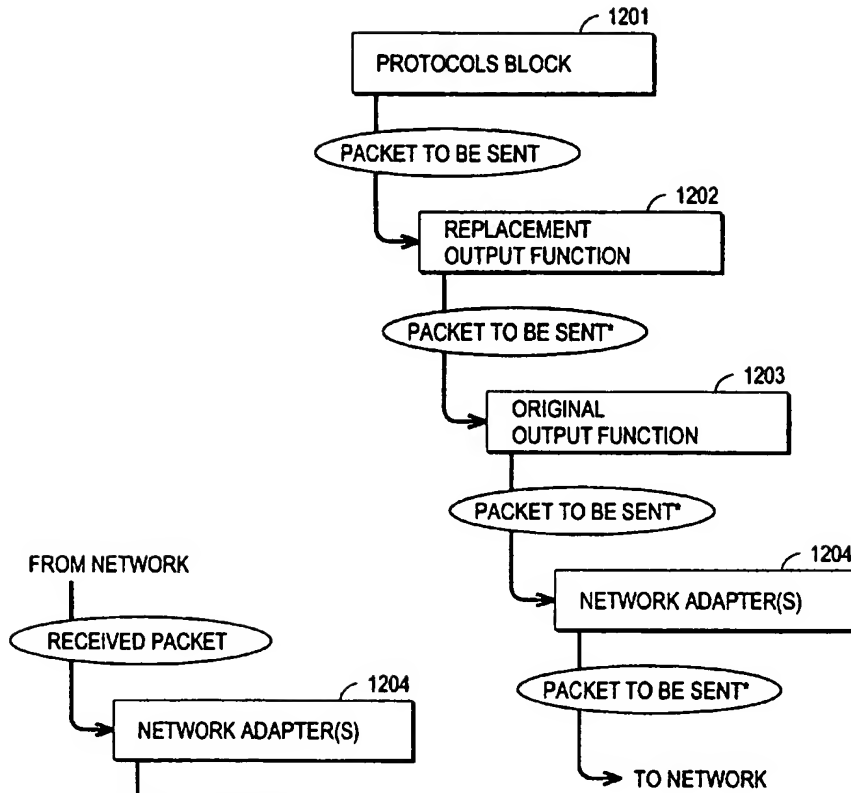 1201
PROTOCOLS BLOCK
PACKET TO BE SENT
1202
REPLACEMENT
OUTPUT FUNCTION
PACKET TO BE SENT*
1203
ORIGINAL
OUTPUT FUNCTION
PACKET TO BE SENT*
1204
NETWORK ADAPTER(S)
PACKET TO BE SENT*
TO NETWORK
FROM NETWORK
RECEIVED PACKET
1204
NETWORK ADAPTER(S)